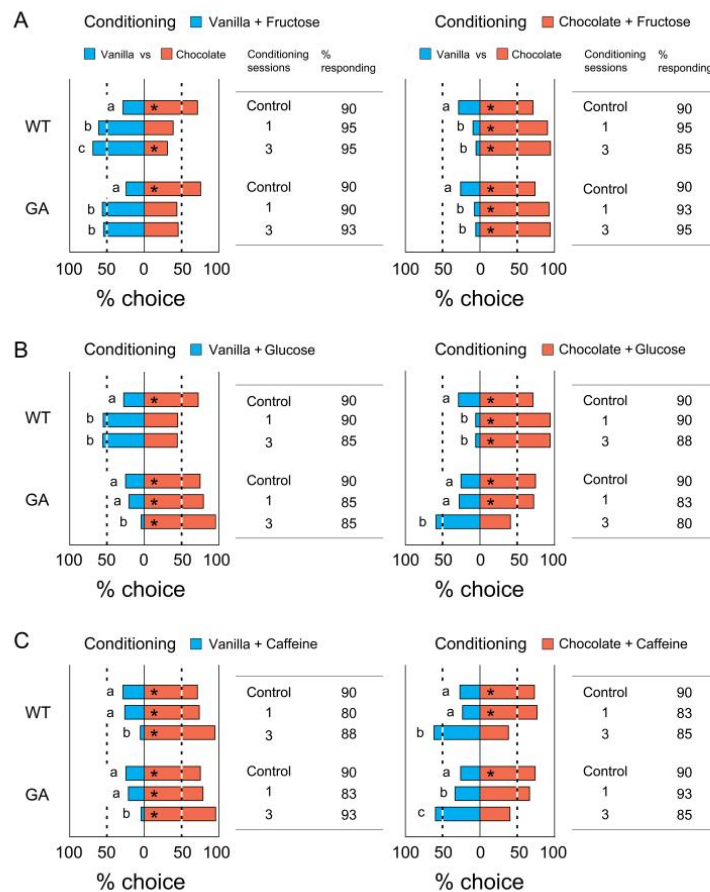 A
Conditioning Vanilla + Fructose
Vanilla vs Chocolate Conditioning sessions % responding
WT
a * Control 90
b 1 95
c * 3 95
GA
a * Control 90
b 1 90
b 3 93
100 50 0 50 100
% choice
Conditioning Chocolate + Fructose
Vanilla vs Chocolate Conditioning sessions % responding
a * Control 90
b * 1 95
b * 3 85
a * Control 90
b * 1 93
b * 3 95
100 50 0 50 100
% choice
B
Conditioning Vanilla + Glucose
WT
a * Control 90
b 1 90
b 3 85
GA
a * Control 90
a * 1 85
b * 3 85
100 50 0 50 100
% choice
Conditioning Chocolate + Glucose
a * Control 90
b * 1 90
b * 3 88
a * Control 90
a * 1 83
b 3 80
100 50 0 50 100
% choice
C
Conditioning Vanilla + Caffeine
WT
a * Control 90
a * 1 80
b * 3 88
GA
a * Control 90
a * 1 83
b * 3 93
100 50 0 50 100
% choice
Conditioning Chocolate + Caffeine
a * Control 90
a * 1 83
b 3 85
a * Control 90
b 1 93
c 3 85
100 50 0 50 100
% choice